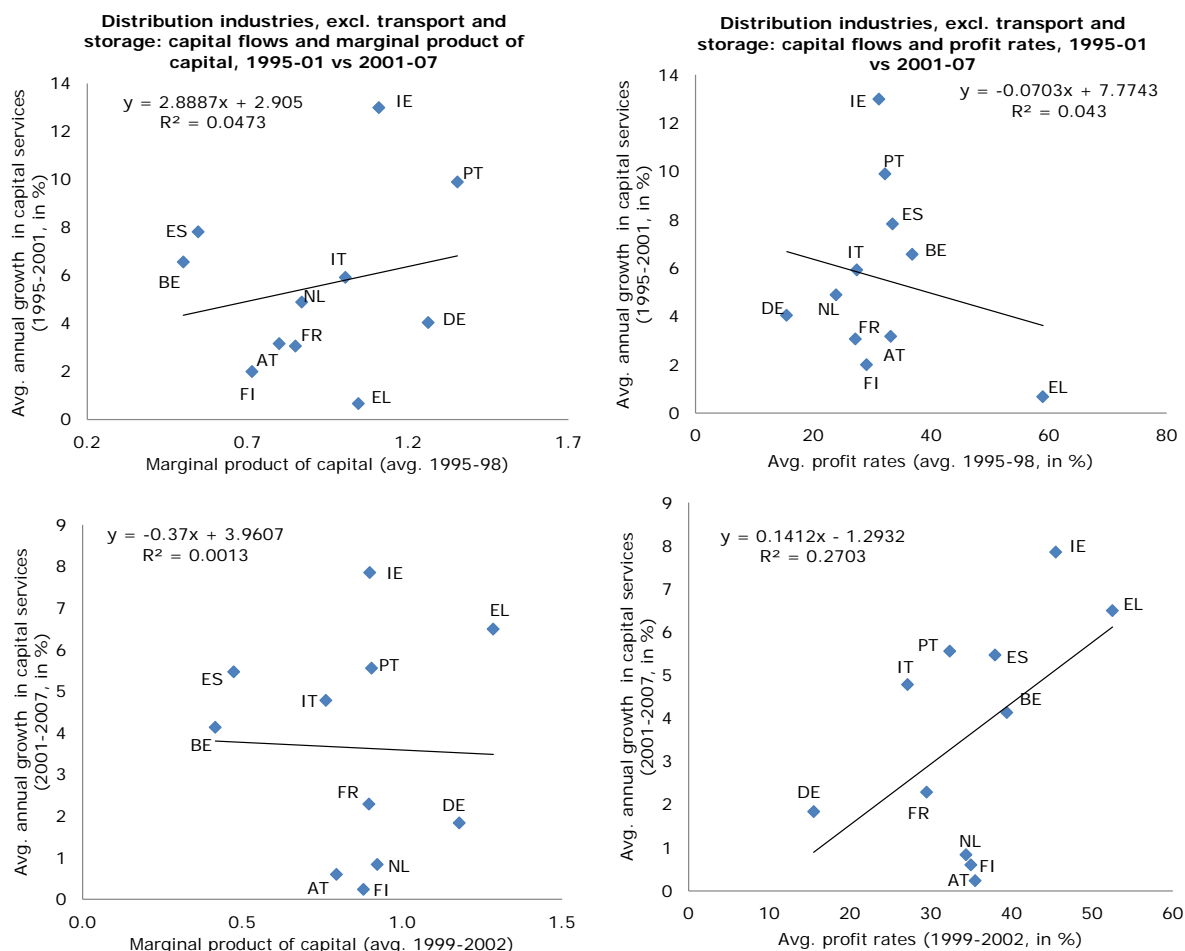 Distribution industries, excl. transport and
storage: capital flows and marginal product of
capital, 1995-01 vs 2001-07
y = 2.8887x + 2.905
R² = 0.0473
Avg. annual growth in capital services
(1995-2001, in %)
14
12
10
8
6
4
2
0
IE
PT
ES
BE
IT
NL
DE
FR
AT
FI
EL
0.2
0.7
1.2
1.7
Marginal product of capital (avg. 1995-98)
Distribution industries, excl. transport and
storage: capital flows and profit rates, 1995-01
vs 2001-07
y = -0.0703x + 7.7743
R² = 0.043
Avg. annual growth in capital services
(1995-2001, in %)
14
12
10
8
6
4
2
0
IE
PT
ES
BE
IT
NL
DE
FR
AT
FI
EL
0
20
40
60
80
Avg. profit rates (avg. 1995-98, in %)
y = -0.37x + 3.9607
R² = 0.0013
Avg. annual growth in capital services
(2001-2007, in %)
9
8
7
6
5
4
3
2
1
0
IE
EL
PT
ES
IT
BE
FR
DE
NL
AT
FI
0.0
0.5
1.0
1.5
Marginal product of capital (avg. 1999-2002)
y = 0.1412x - 1.2932
R² = 0.2703
Avg. annual growth in capital services
(2001-2007, in %)
9
8
7
6
5
4
3
2
1
0
IE
EL
PT
ES
IT
BE
DE
FR
NL
FI
AT
0
10
20
30
40
50
60
Avg. profit rates (1999-2002, in %)